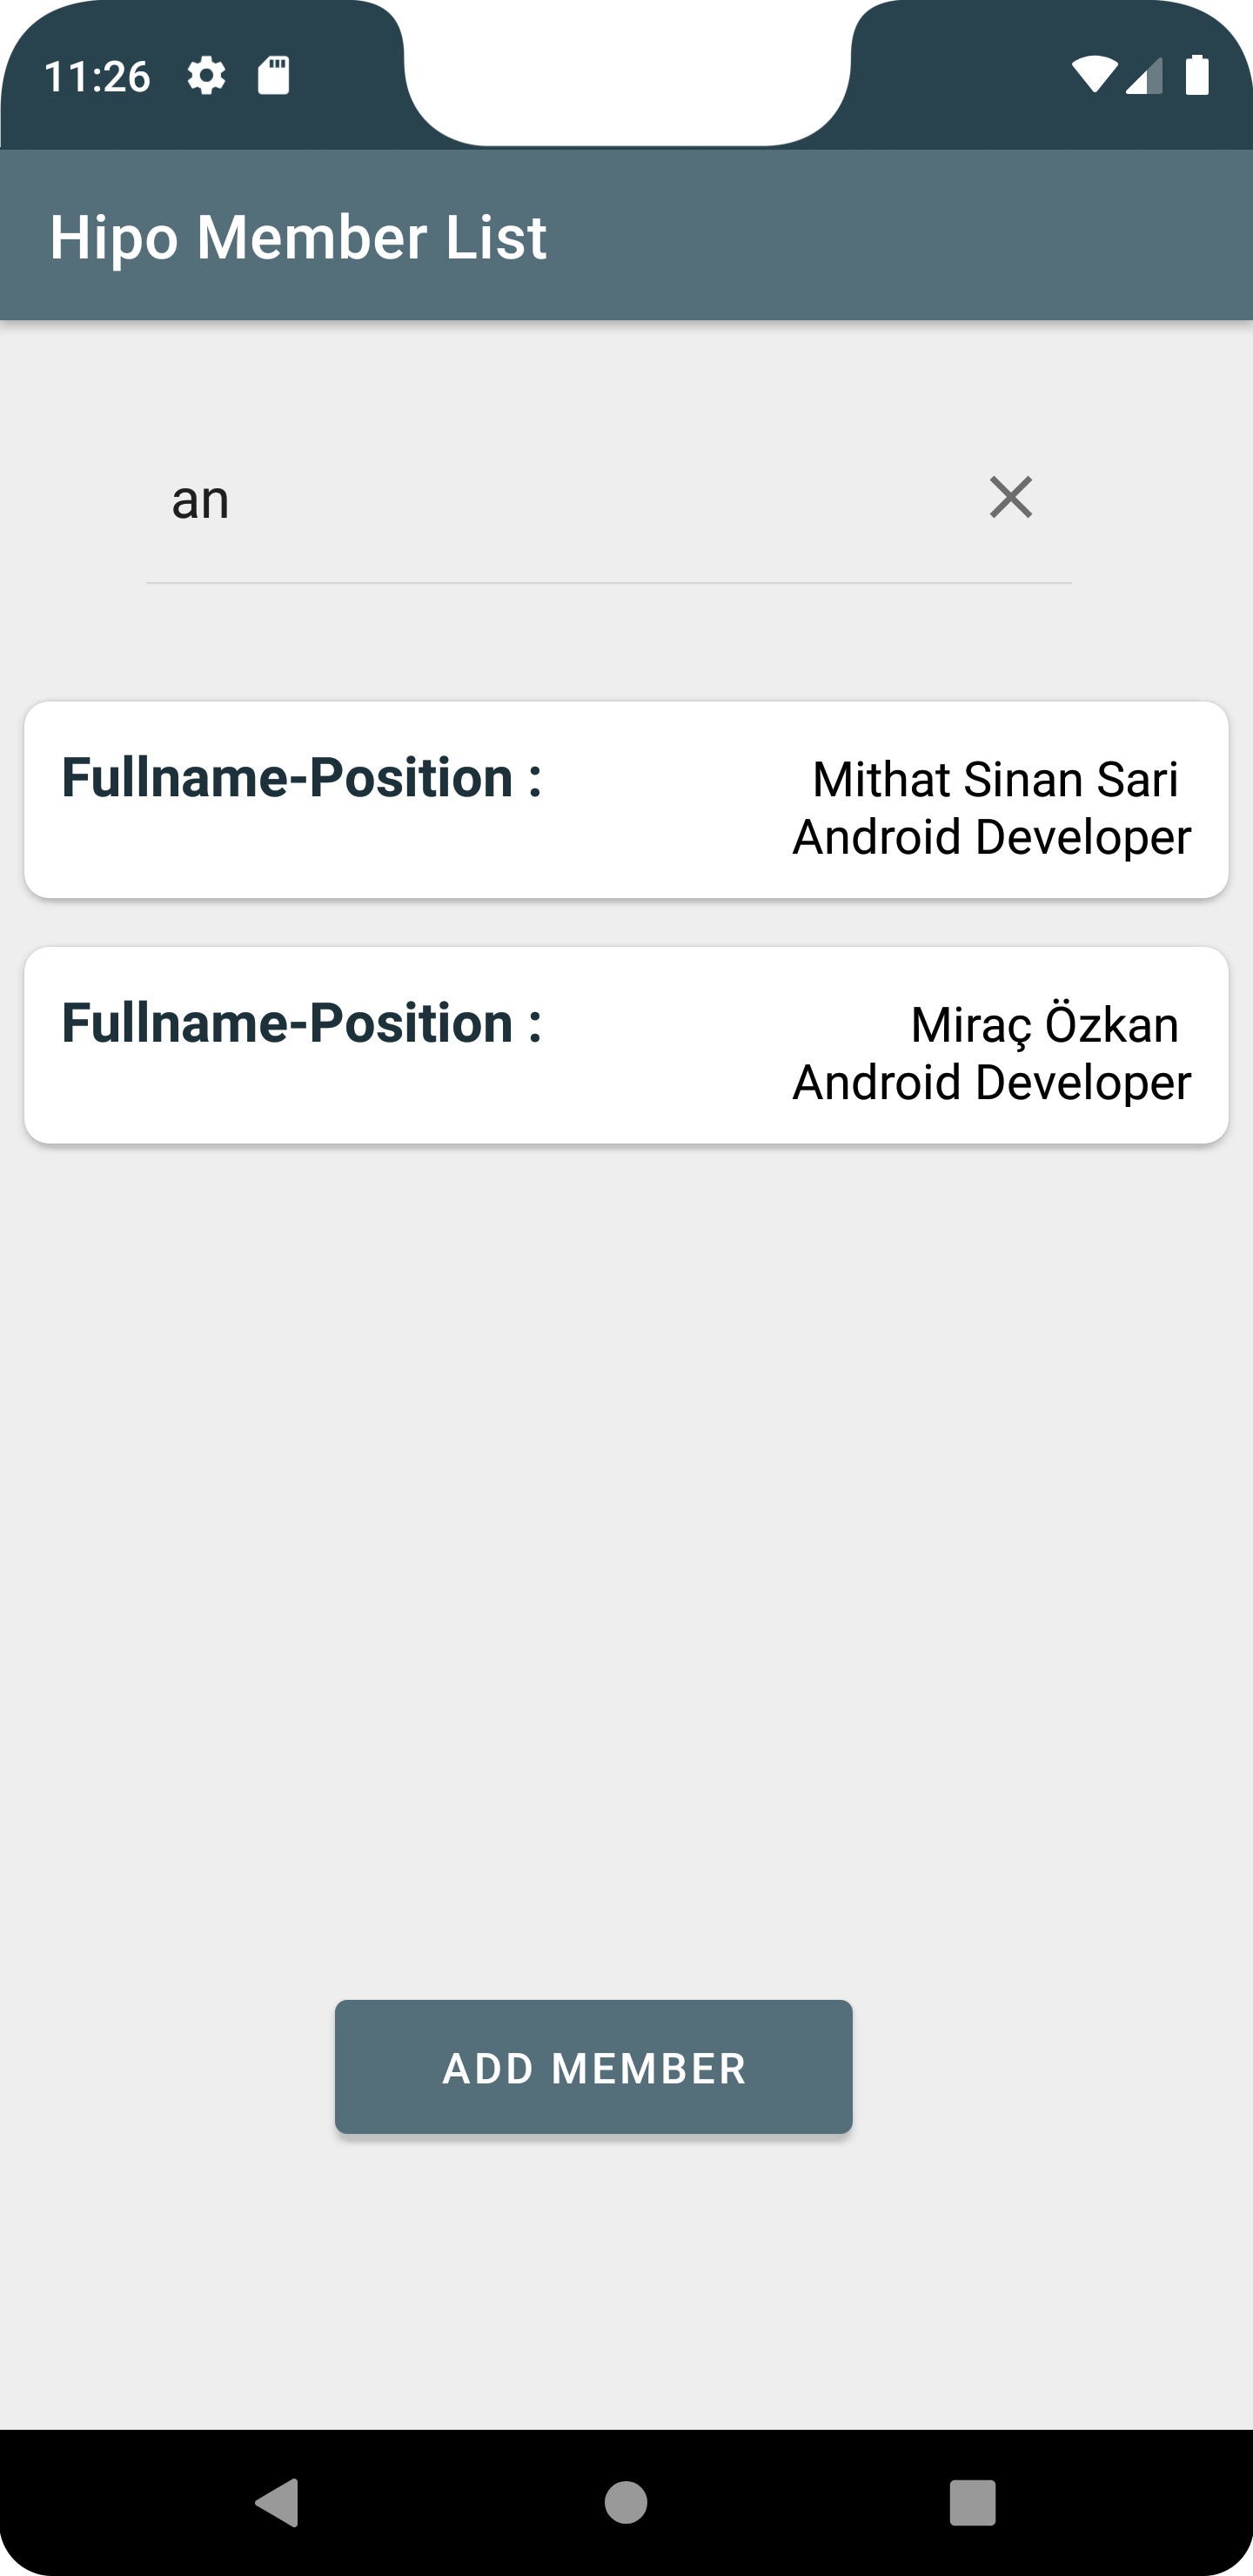 11:26
Hipo Member List
an
Fullname-Position :
Mithat Sinan Sari
Android Developer
Fullname-Position :
Miraç Özkan
Android Developer
ADD MEMBER